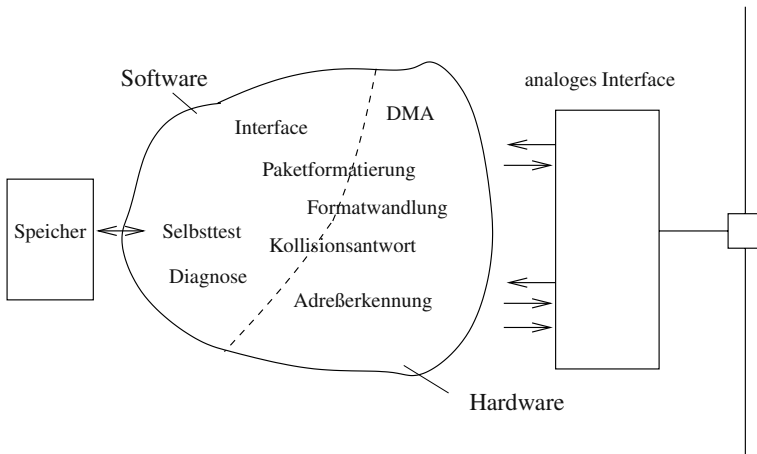 Software
analoges Interface
Interface
DMA
Paketformatierung
Formatwandlung
Speicher
Selbsttest
Kollisionsantwort
Diagnose
Adreßerkennung
Hardware